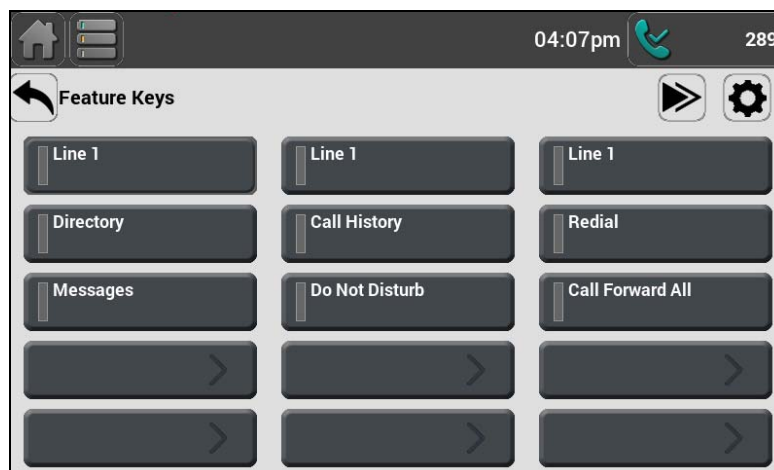 04:07pm 289
Feature Keys
Line 1 Line 1 Line 1
Directory Call History Redial
Messages Do Not Disturb Call Forward All